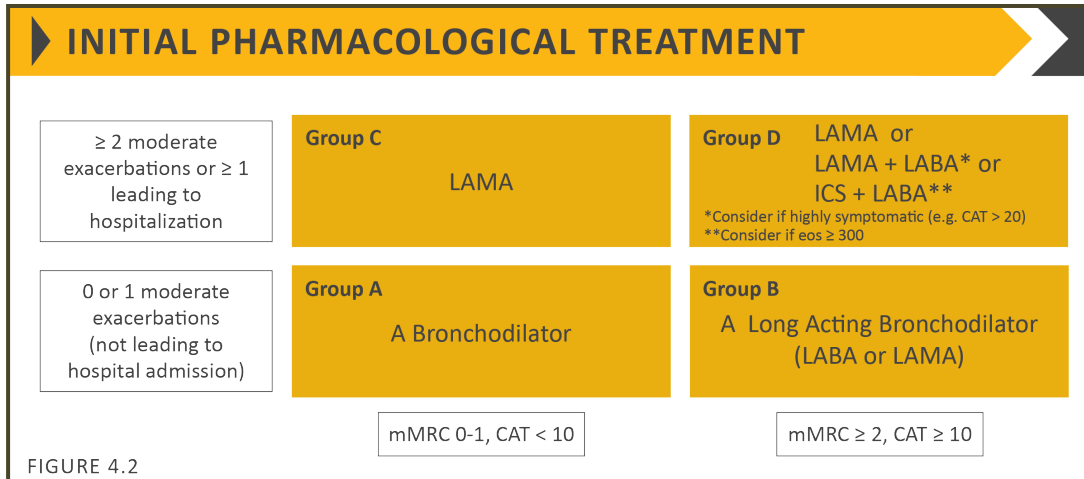 INITIAL PHARMACOLOGICAL TREATMENT
≥ 2 moderate
exacerbations or ≥ 1
leading to
hospitalization
Group C
LAMA
Group D
LAMA or
LAMA + LABA* or
ICS + LABA**
*Consider if highly symptomatic (e.g. CAT > 20)
**Consider if eos ≥ 300
0 or 1 moderate
exacerbations
(not leading to
hospital admission)
Group A
A Bronchodilator
Group B
A Long Acting Bronchodilator
(LABA or LAMA)
mMRC 0-1, CAT < 10
mMRC ≥ 2, CAT ≥ 10
FIGURE 4.2